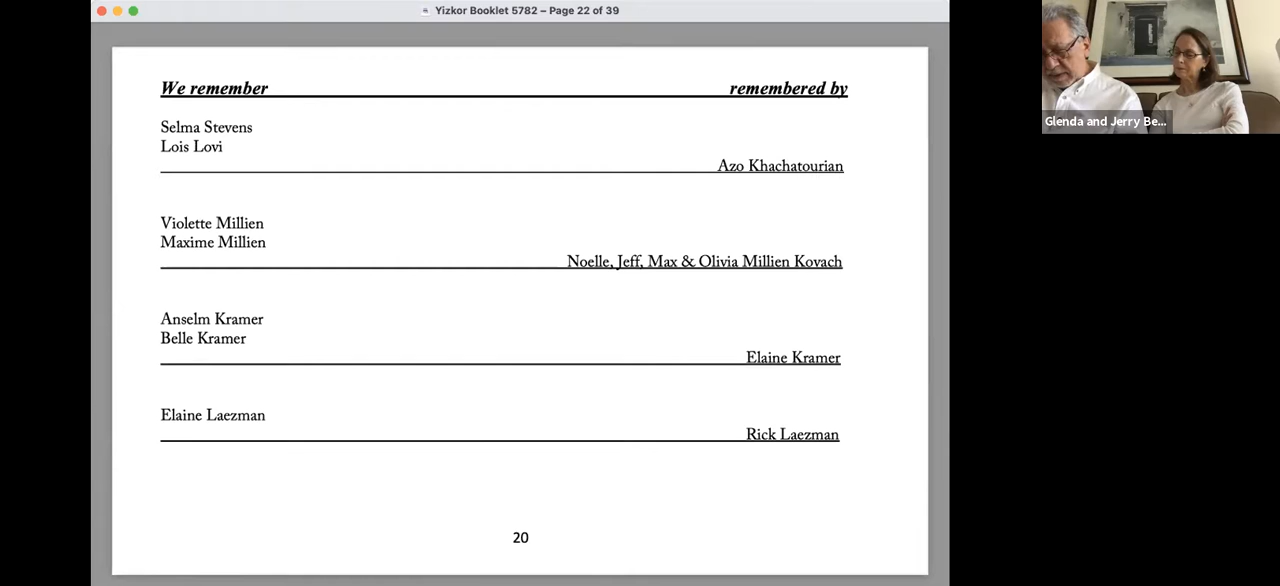 Yizkor Booklet 5782 – Page 22 of 39
We remember remembered by
Selma Stevens
Lois Lovi
Azo Khachatourian
Violette Millien
Maxime Millien
Noelle, Jeff, Max & Olivia Millien Kovach
Anselm Kramer
Belle Kramer
Elaine Kramer
Elaine Laezman
Rick Laezman
20
Glenda and Jerry Be...